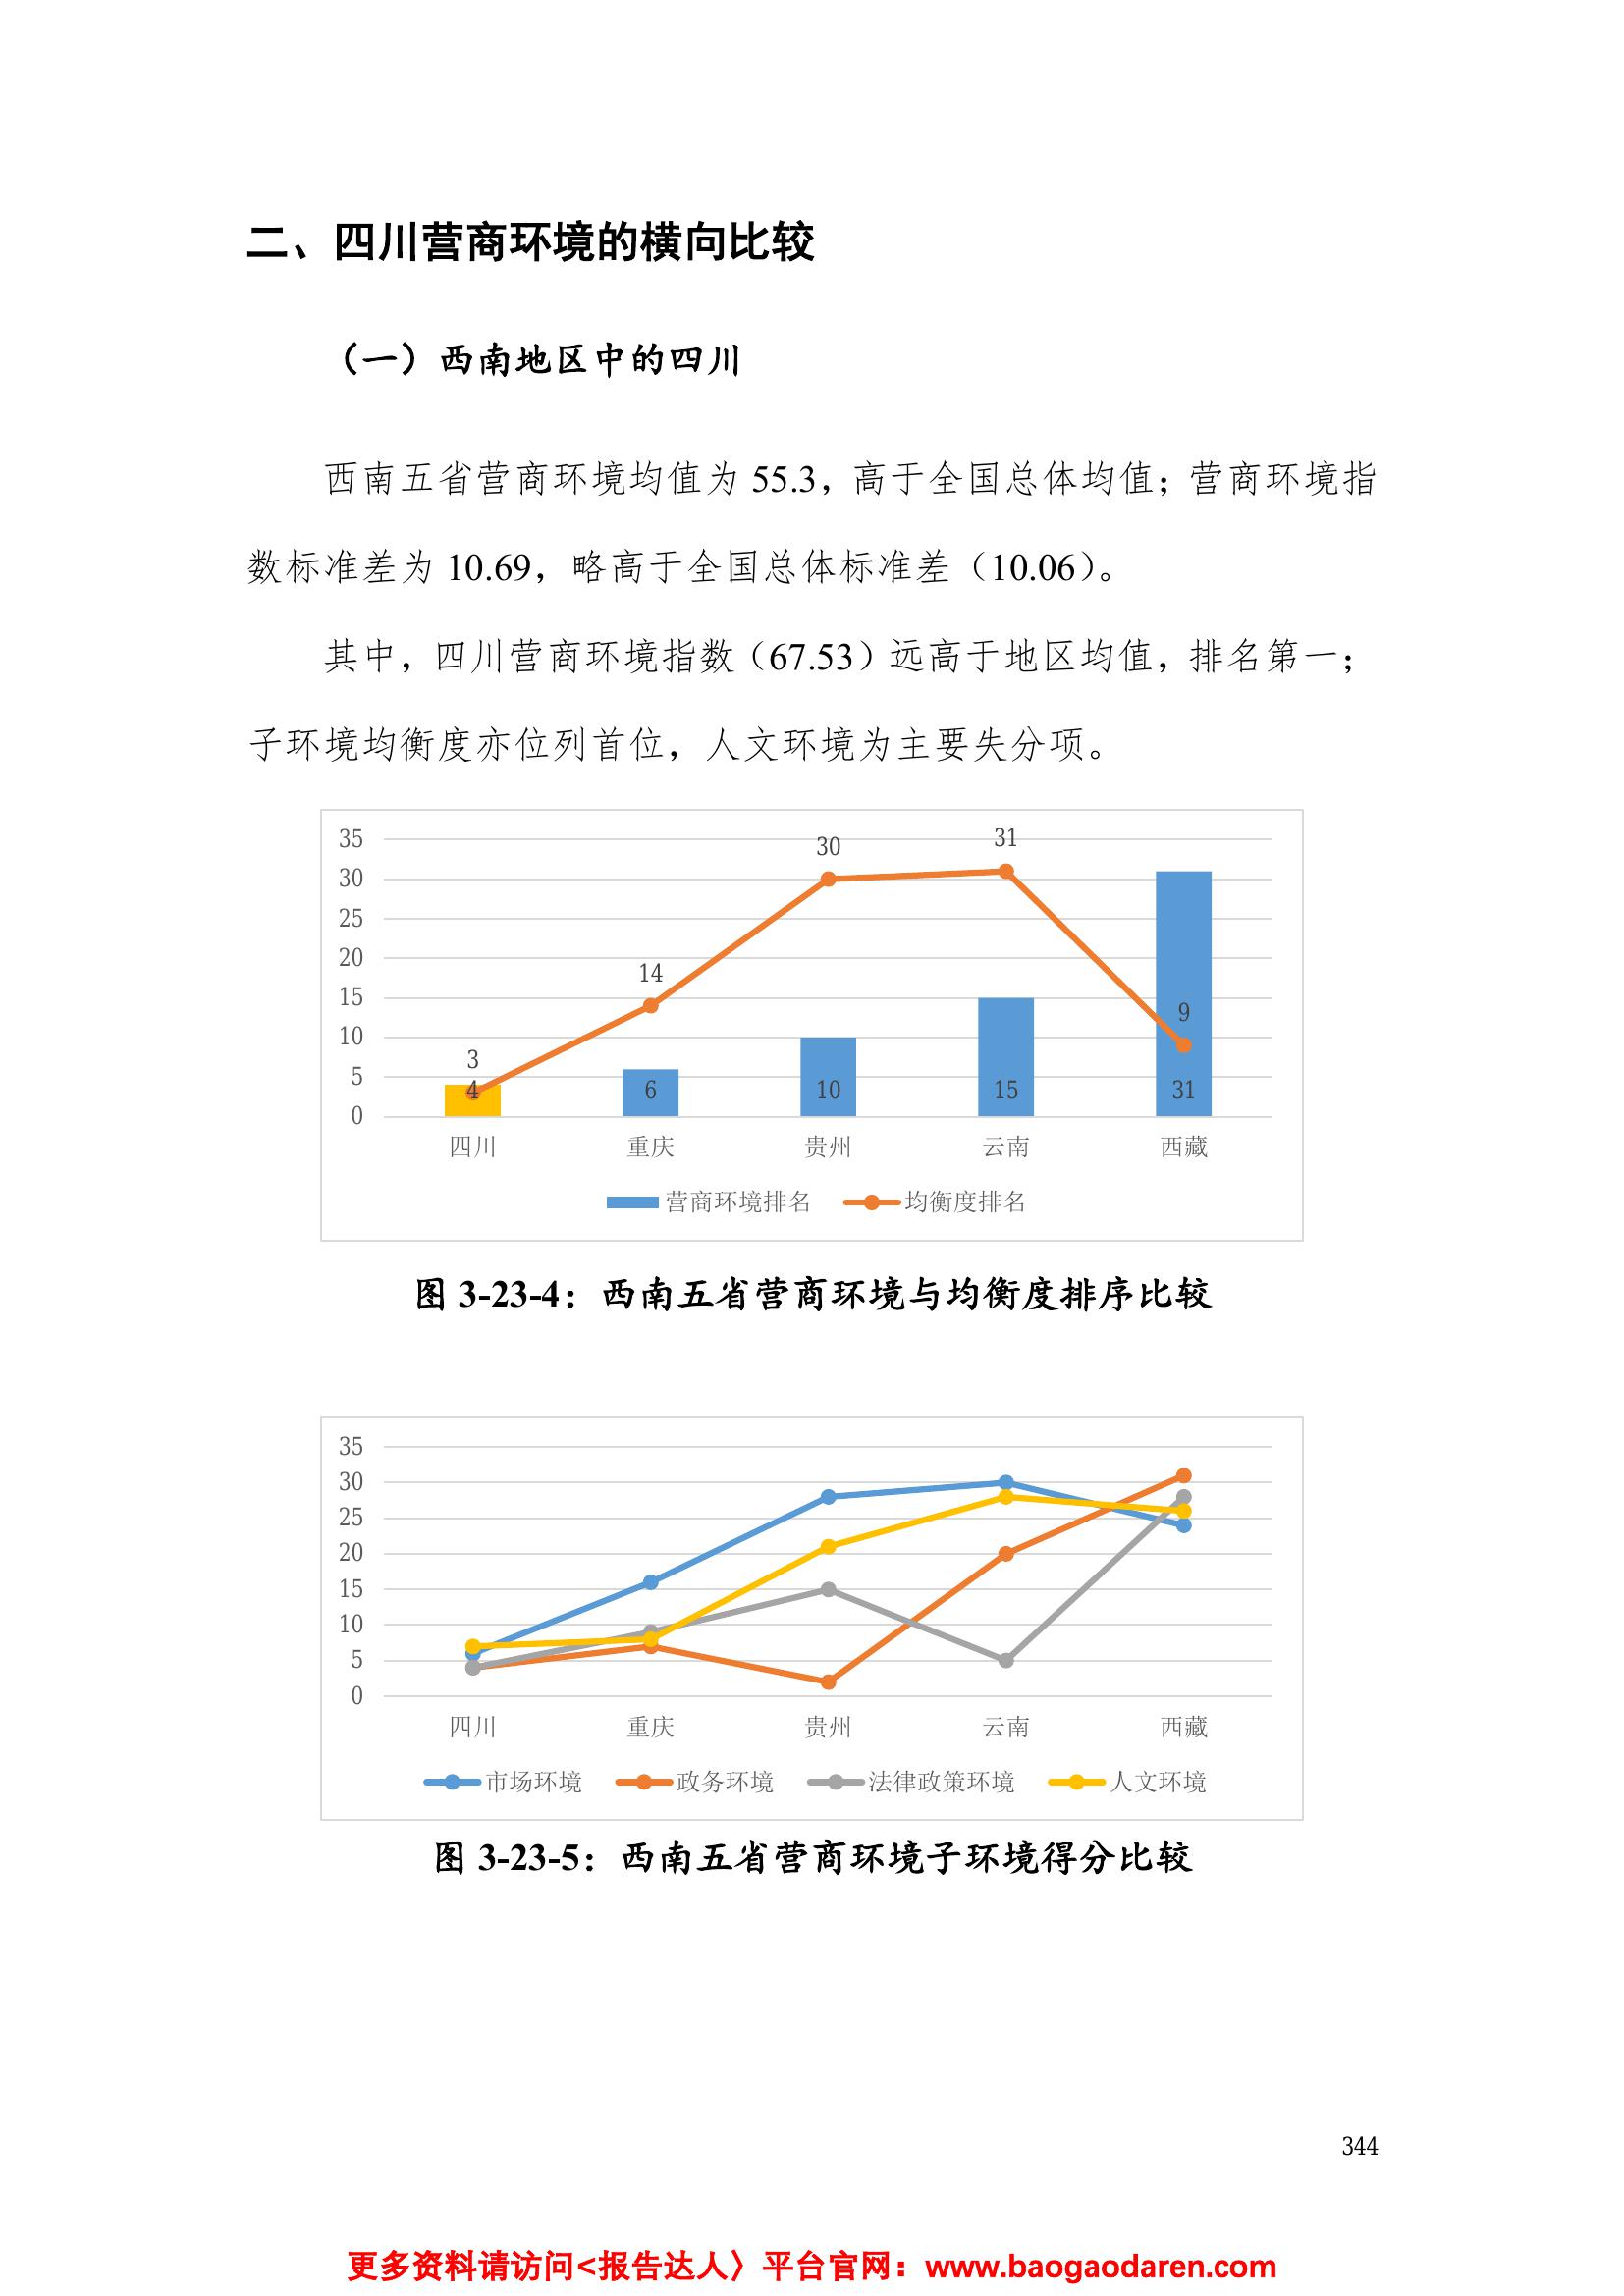 二、四川营商环境的横向比较
（一）西南地区中的四川
西南五省营商环境均值为 55.3，高于全国总体均值；营商环境指
数标准差为 10.69，略高于全国总体标准差（10.06）。
其中，四川营商环境指数（67.53）远高于地区均值，排名第一；
子环境均衡度亦位列首位，人文环境为主要失分项。
35
30
25
20
15
10
5
0
3
14
30
31
9
4
6
10
15
31
四川 重庆 贵州 云南 西藏
营商环境排名 均衡度排名
图 3-23-4：西南五省营商环境与均衡度排序比较
35
30
25
20
15
10
5
0
四川 重庆 贵州 云南 西藏
市场环境 政务环境 法律政策环境 人文环境
图 3-23-5：西南五省营商环境子环境得分比较
344
更多资料请访问<报告达人〉平台官网：www.baogaodaren.com